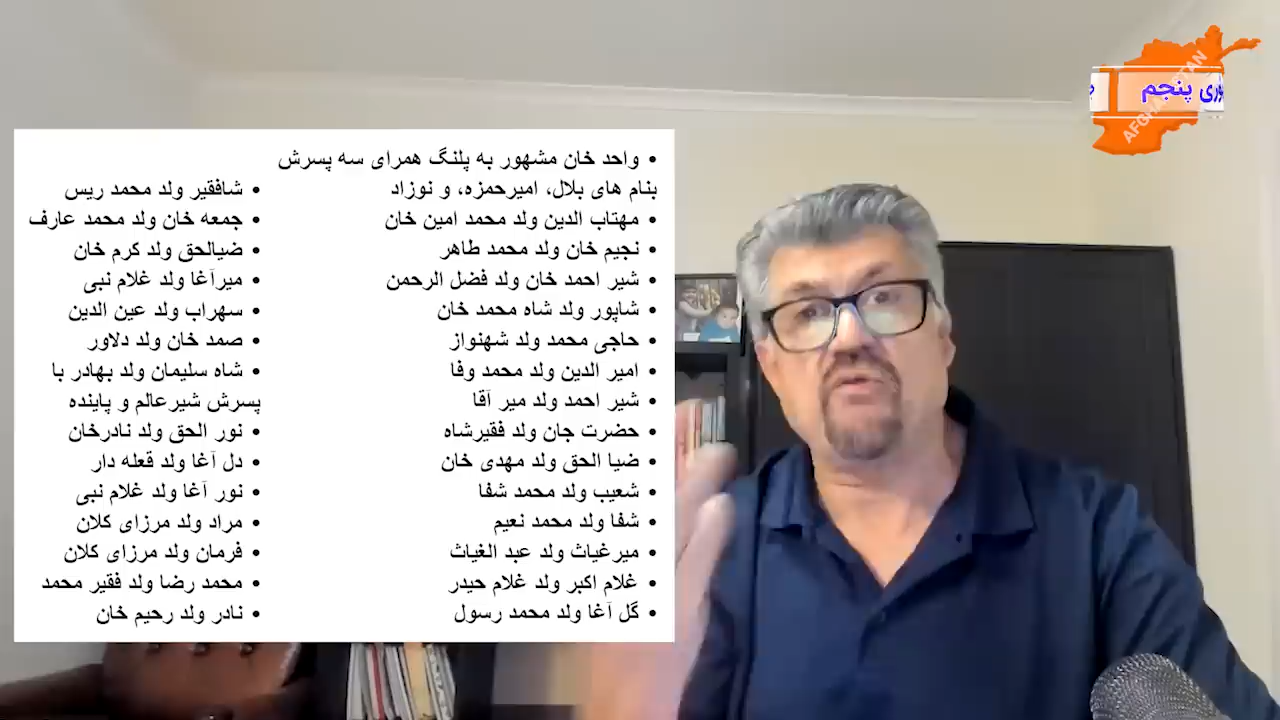 • واحد خان مشهور به پلنگ همرای سه پسرش
بنام های بلال، امیرحمزه، و نوزاد
• مهتاب الدین ولد محمد امین خان
• نجیم خان ولد محمد طاهر
• شیر احمد خان ولد فضل الرحمن
• شاپور ولد شاه محمد خان
• حاجی محمد ولد شهنواز
• امیر الدین ولد محمد وفا
• شیر احمد ولد میر آقا
• حضرت جان ولد فقیرشاه
• ضیا الحق ولد مهدی خان
• شعیب ولد محمد شفا
• شفا ولد محمد نعیم
• میرغیاث ولد عبد الغیاث
• غلام اکبر ولد غلام حیدر
• گل آغا ولد محمد رسول
• شافقیر ولد محمد ریس
• جمعه خان ولد محمد عارف
• ضیالحق ولد کرم خان
• میرآغا ولد غلام نبی
• سهراب ولد عین الدین
• صمد خان ولد دلاور
• شاه سلیمان ولد بهادر با
پسرش شیرعالم و پاینده
• نور الحق ولد نادرخان
• دل آغا ولد قعله دار
• نور آغا ولد غلام نبی
• مراد ولد مرزای کلان
• فرمان ولد مرزای کلان
• محمد رضا ولد فقیر محمد
• نادر ولد رحیم خان
پنجم
AFGHANISTAN